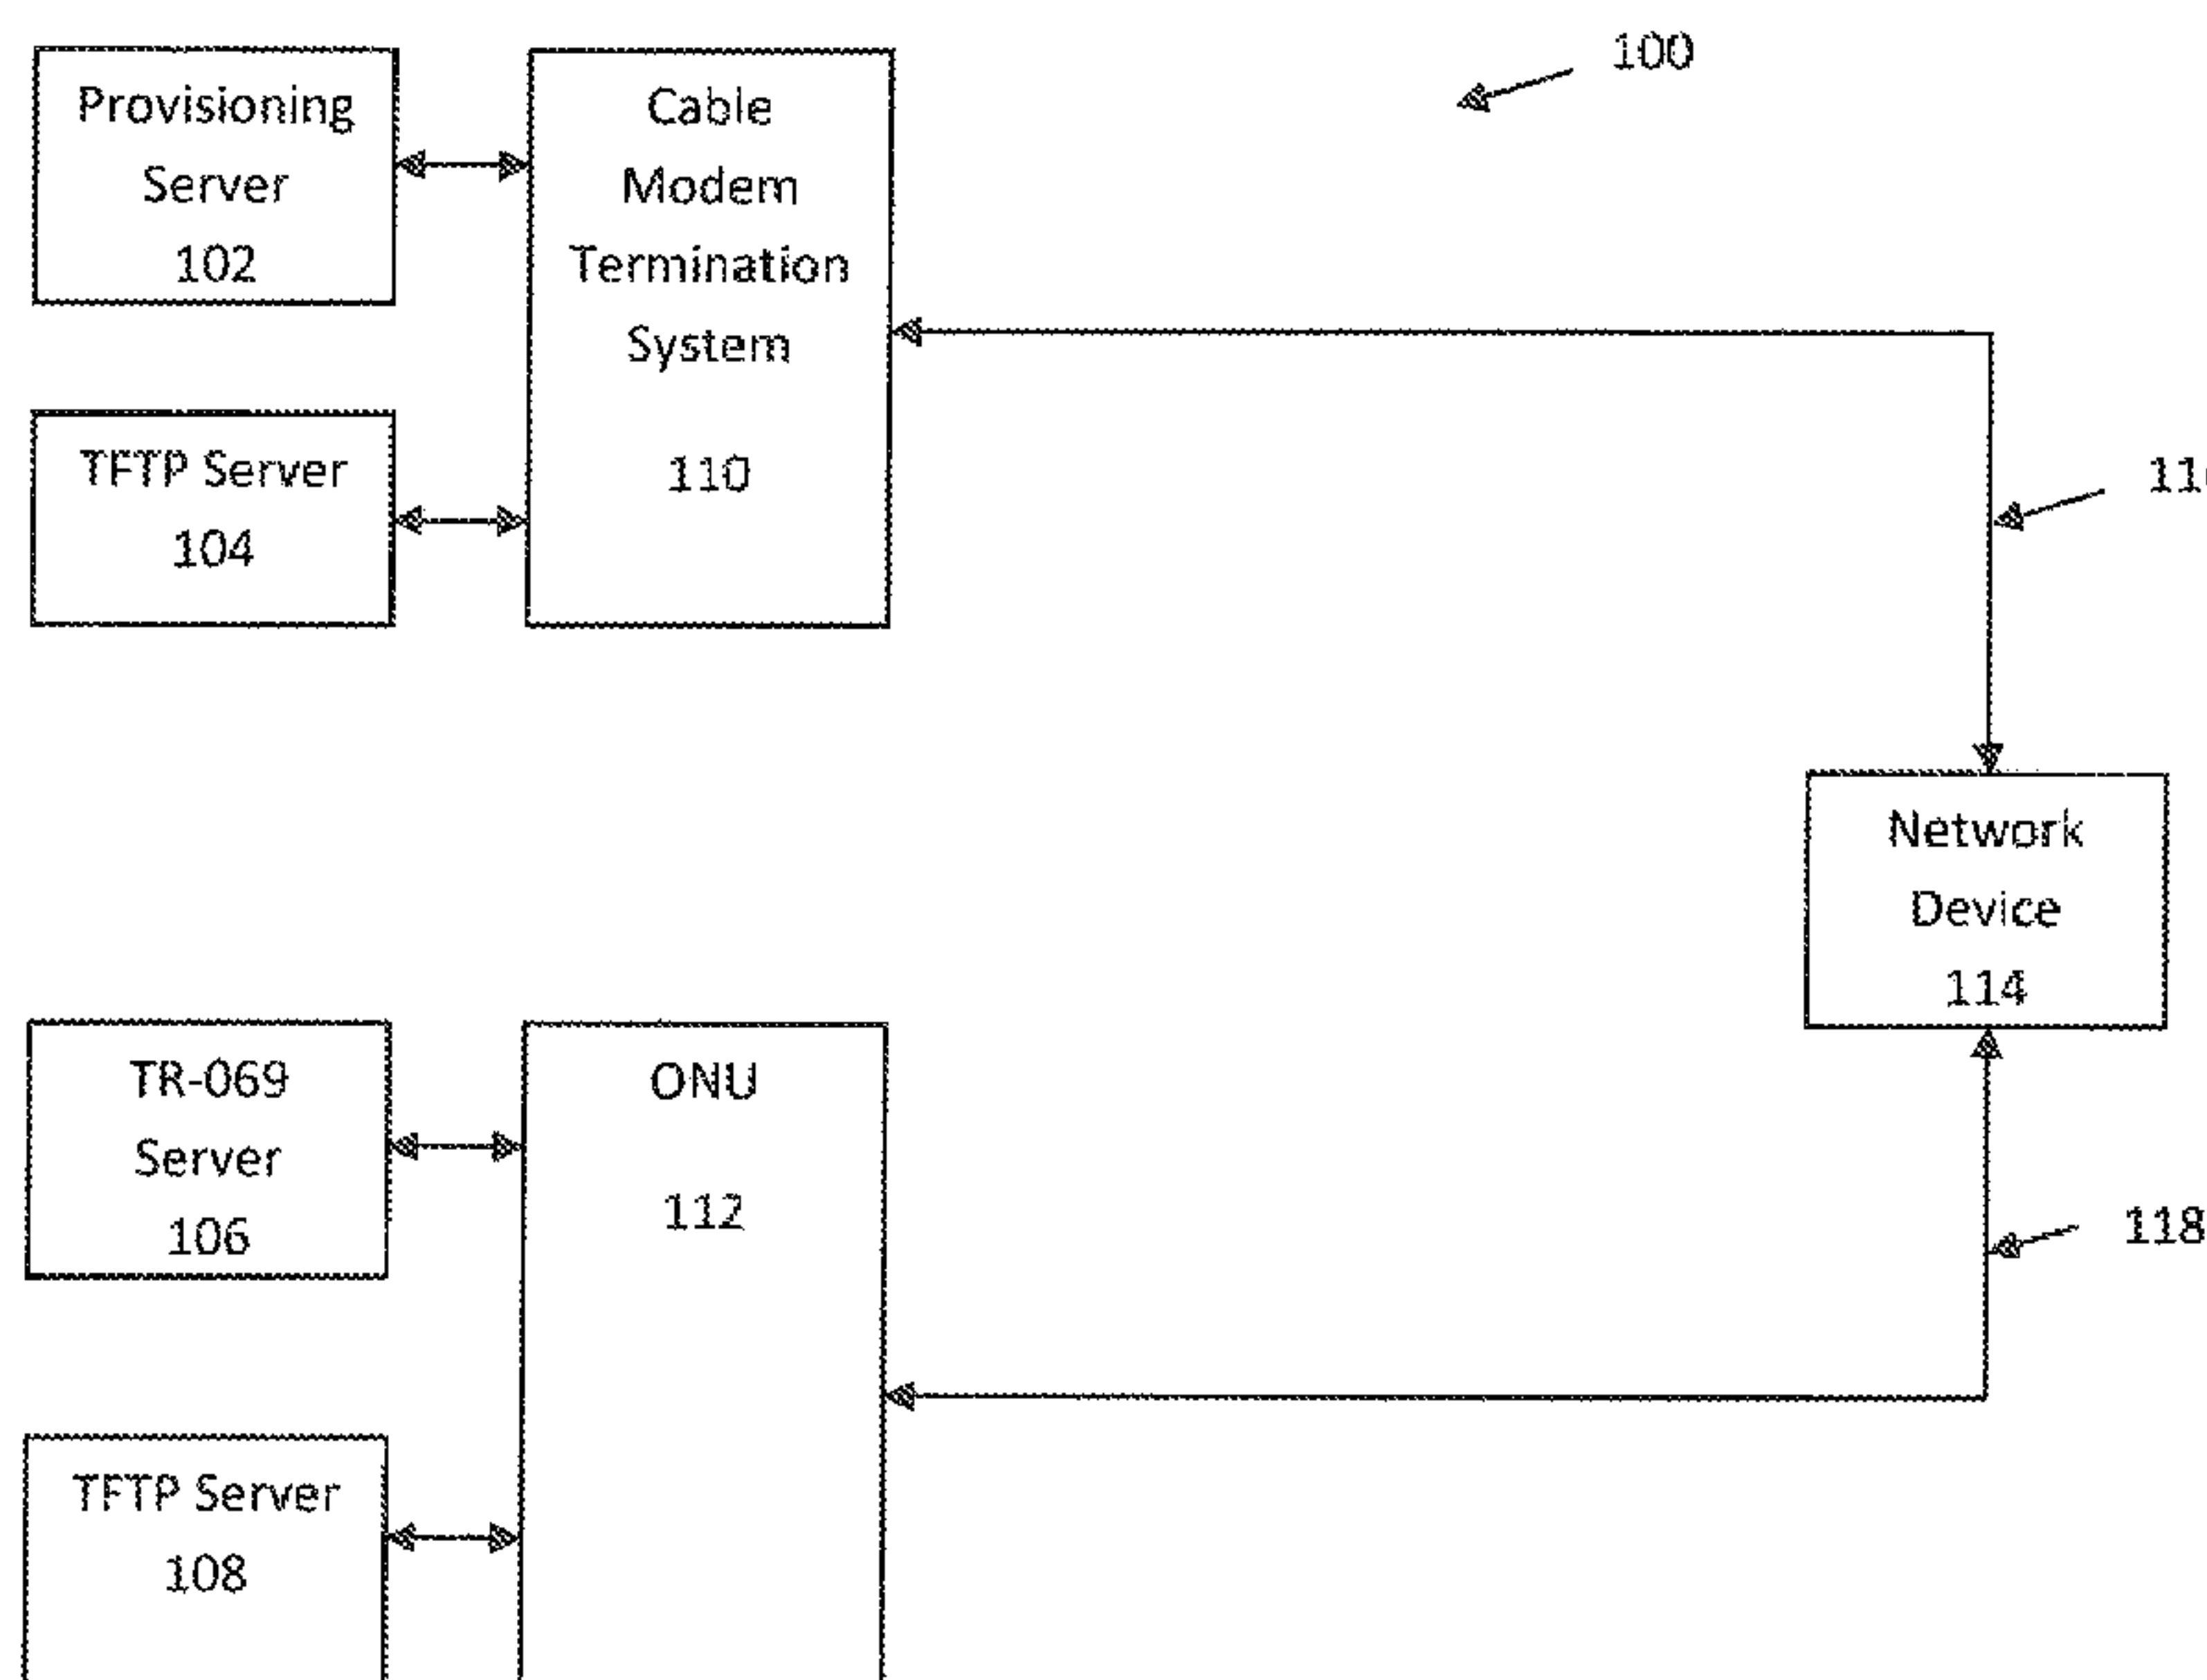 100
Provisioning
Server
102
Cable
Modem
Termination
System
110
TFTP Server
104
Network
Device
114
TR-069
Server
106
ONU
112
118
TFTP Server
108